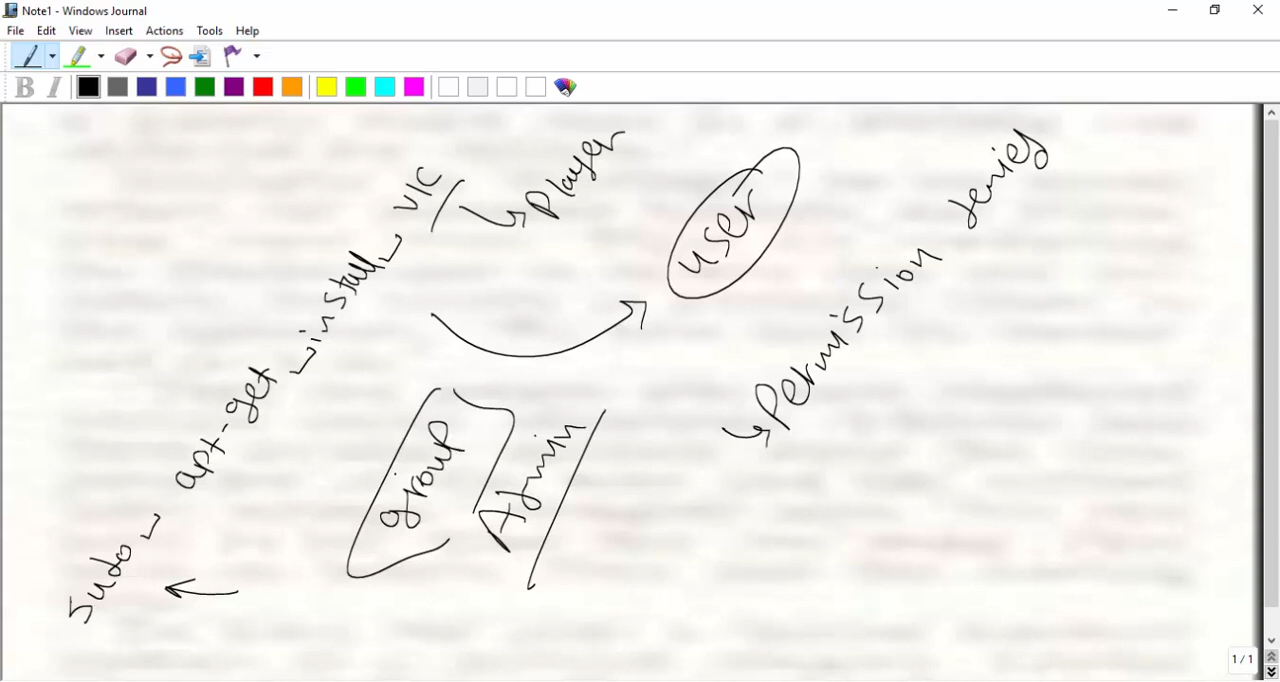 Note1 - Windows Journal
File Edit View Insert Actions Tools Help
B I
sudo apt-get install vlc
Player
user
group
Admin
Permission denied
1 / 1